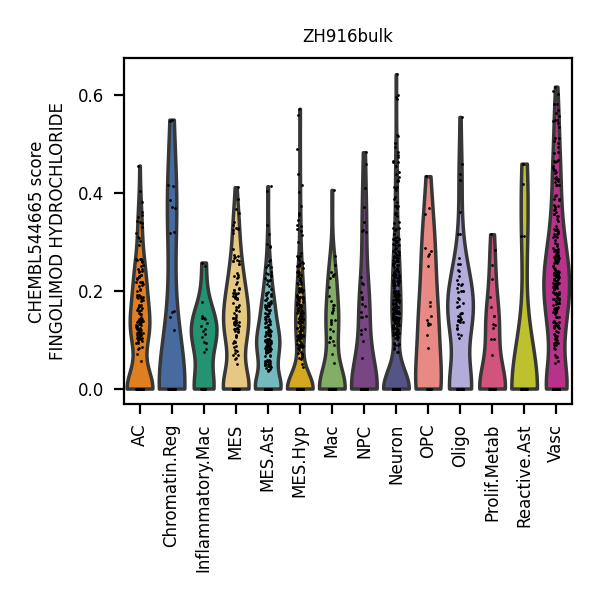 ZH916bulk
CHEMBL544665 score
FINGOLIMOD HYDROCHLORIDE
0.6
0.4
0.2
0.0
AC
Chromatin.Reg
Inflammatory.Mac
MES
MES.Ast
MES.Hyp
Mac
NPC
Neuron
OPC
Oligo
Prolif.Metab
Reactive.Ast
Vasc